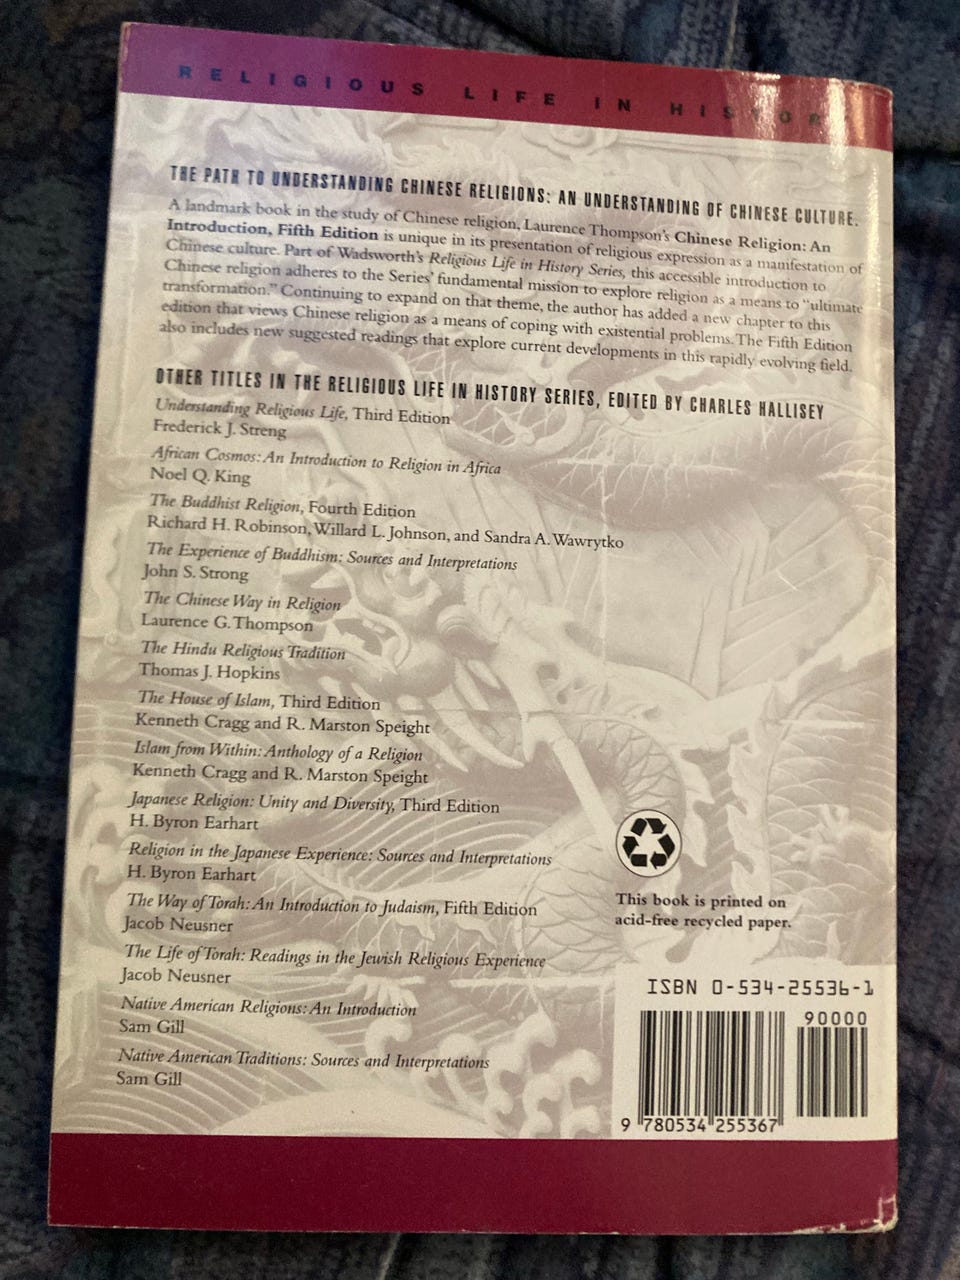 RELIGIOUS LIFE IN HISTORY
THE PATH TO UNDERSTANDING CHINESE RELIGIONS: AN UNDERSTANDING OF CHINESE CULTURE.
A landmark book in the study of Chinese religion, Laurence Thompson's Chinese Religion: An
Introduction, Fifth Edition is unique in its presentation of religious expression as a manifestation of
Chinese culture. Part of Wadsworth's Religious Life in History Series, this accessible introduction to
Chinese religion adheres to the Series' fundamental mission to explore religion as a means to "ultimate
transformation." Continuing to expand on that theme, the author has added a new chapter to this
edition that views Chinese religion as a means of coping with existential problems. The Fifth Edition
also includes new suggested readings that explore current developments in this rapidly evolving field.
OTHER TITLES IN THE RELIGIOUS LIFE IN HISTORY SERIES, EDITED BY CHARLES HALLISEY
Understanding Religious Life, Third Edition
Frederick J. Streng
African Cosmos: An Introduction to Religion in Africa
Noel Q. King
The Buddhist Religion, Fourth Edition
Richard H. Robinson, Willard L. Johnson, and Sandra A. Wawrytko
The Experience of Buddhism: Sources and Interpretations
John S. Strong
The Chinese Way in Religion
Laurence G. Thompson
The Hindu Religious Tradition
Thomas J. Hopkins
The House of Islam, Third Edition
Kenneth Cragg and R. Marston Speight
Islam from Within: Anthology of a Religion
Kenneth Cragg and R. Marston Speight
Japanese Religion: Unity and Diversity, Third Edition
H. Byron Earhart
Religion in the Japanese Experience: Sources and Interpretations
H. Byron Earhart
The Way of Torah: An Introduction to Judaism, Fifth Edition
Jacob Neusner
The Life of Torah: Readings in the Jewish Religious Experience
Jacob Neusner
Native American Religions: An Introduction
Sam Gill
Native American Traditions: Sources and Interpretations
Sam Gill
This book is printed on
acid-free recycled paper.
ISBN 0-534-25536-1
90000
9 780534 255367